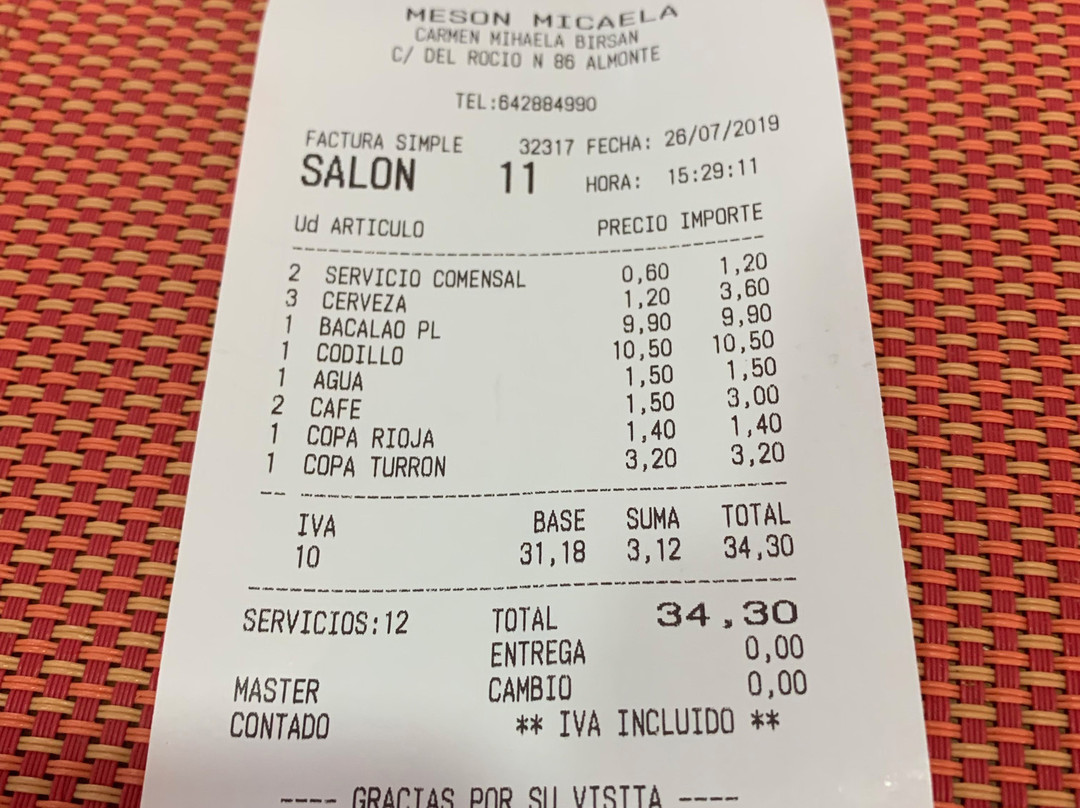 MESON MICAELA
CARMEN MIHAELA BIRSAN
C/ DEL ROCIO N 86 ALMONTE
TEL:642884990
FACTURA SIMPLE 32317 FECHA: 26/07/2019
SALON 11 HORA: 15:29:11
Ud ARTICULO PRECIO IMPORTE
2 SERVICIO COMENSAL 0,60 1,20
3 CERVEZA 1,20 3,60
1 BACALAO PL 9,90 9,90
1 CODILLO 10,50 10,50
1 AGUA 1,50 1,50
2 CAFE 1,50 3,00
1 COPA RIOJA 1,40 1,40
1 COPA TURRON 3,20 3,20
IVA BASE SUMA TOTAL
10 31,18 3,12 34,30
SERVICIOS:12 TOTAL 34,30
ENTREGA 0,00
MASTER CAMBIO 0,00
CONTADO ** IVA INCLUIDO **
---- GRACIAS POR SU VISITA ----